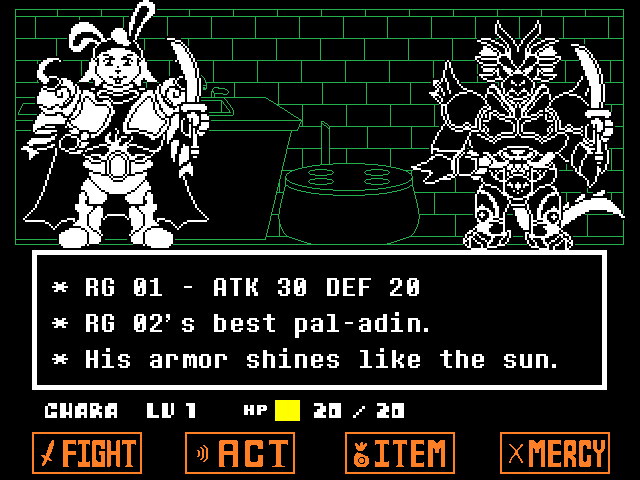 * RG 01 - ATK 30 DEF 20
* RG 02's best pal-adin.
* His armor shines like the sun.
CHARA LV 1 HP 20 / 20
FIGHT ACT ITEM MERCY